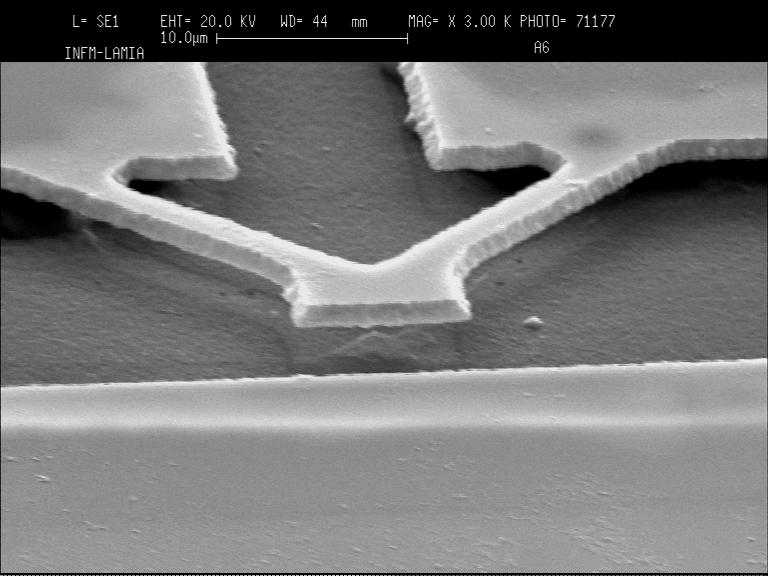 L= SE1 EHT= 20.0 KV WD= 44 mm MAG= X 3.00 K PHOTO= 71177
10.0μm
INFM-LAMIA A6